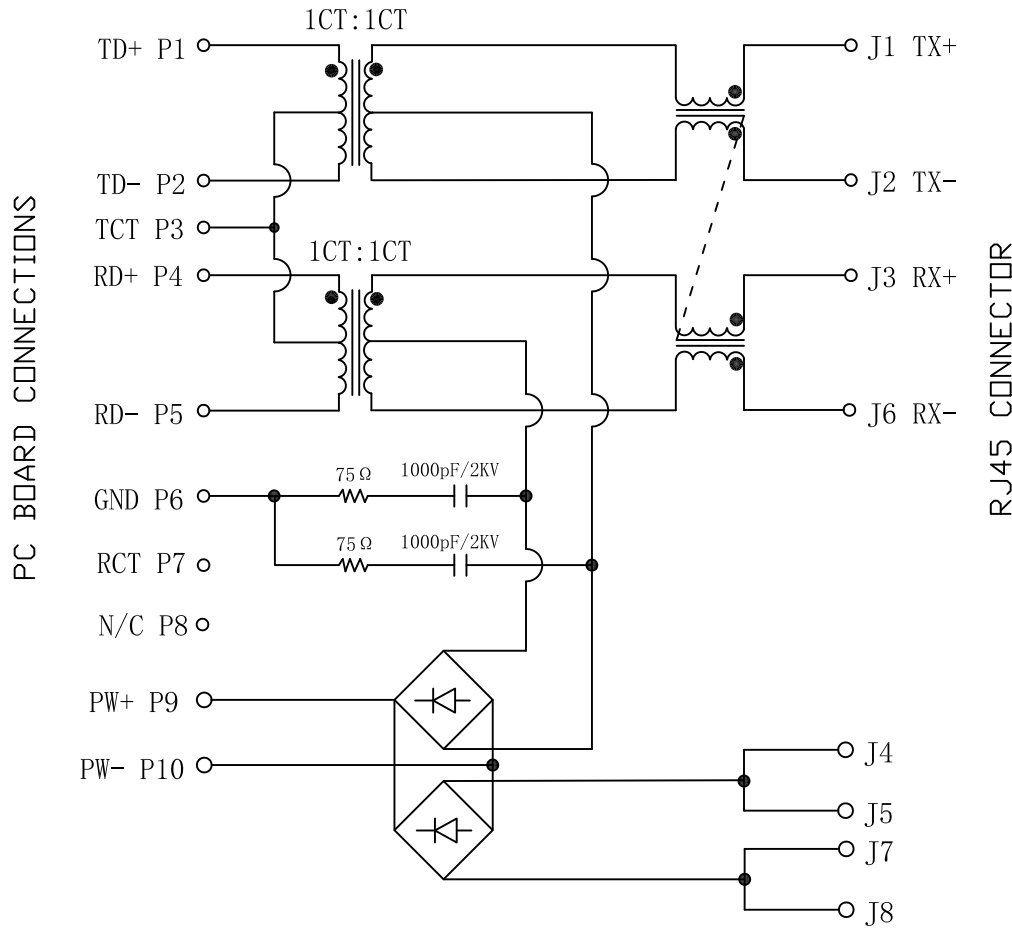 1CT:1CT
TD+ P1
J1 TX+
TD- P2
J2 TX-
TCT P3
1CT:1CT
RD+ P4
J3 RX+
RD- P5
J6 RX-
75Ω
1000pF/2KV
GND P6
75Ω
1000pF/2KV
RCT P7
N/C P8
PW+ P9
PW- P10
J4
J5
J7
J8
PC BOARD CONNECTIONS
RJ45 CONNECTOR